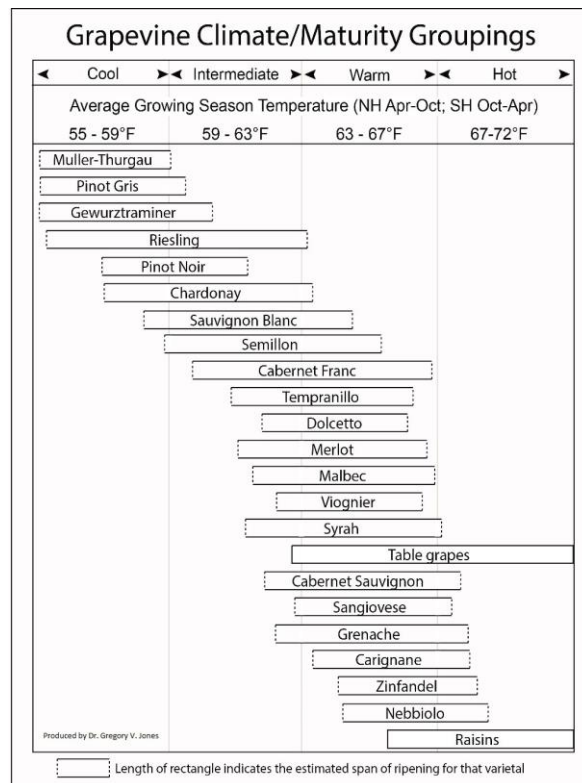 Grapevine Climate/Maturity Groupings
Cool Intermediate Warm Hot
Average Growing Season Temperature (NH Apr-Oct; SH Oct-Apr)
55 - 59°F 59 - 63°F 63 - 67°F 67-72°F
Muller-Thurgau
Pinot Gris
Gewurztraminer
Riesling
Pinot Noir
Chardonay
Sauvignon Blanc
Semillon
Cabernet Franc
Tempranillo
Dolcetto
Merlot
Malbec
Viognier
Syrah
Table grapes
Cabernet Sauvignon
Sangiovese
Grenache
Carignane
Zinfandel
Nebbiolo
Produced by Dr. Gregory V. Jones Raisins
Length of rectangle indicates the estimated span of ripening for that varietal